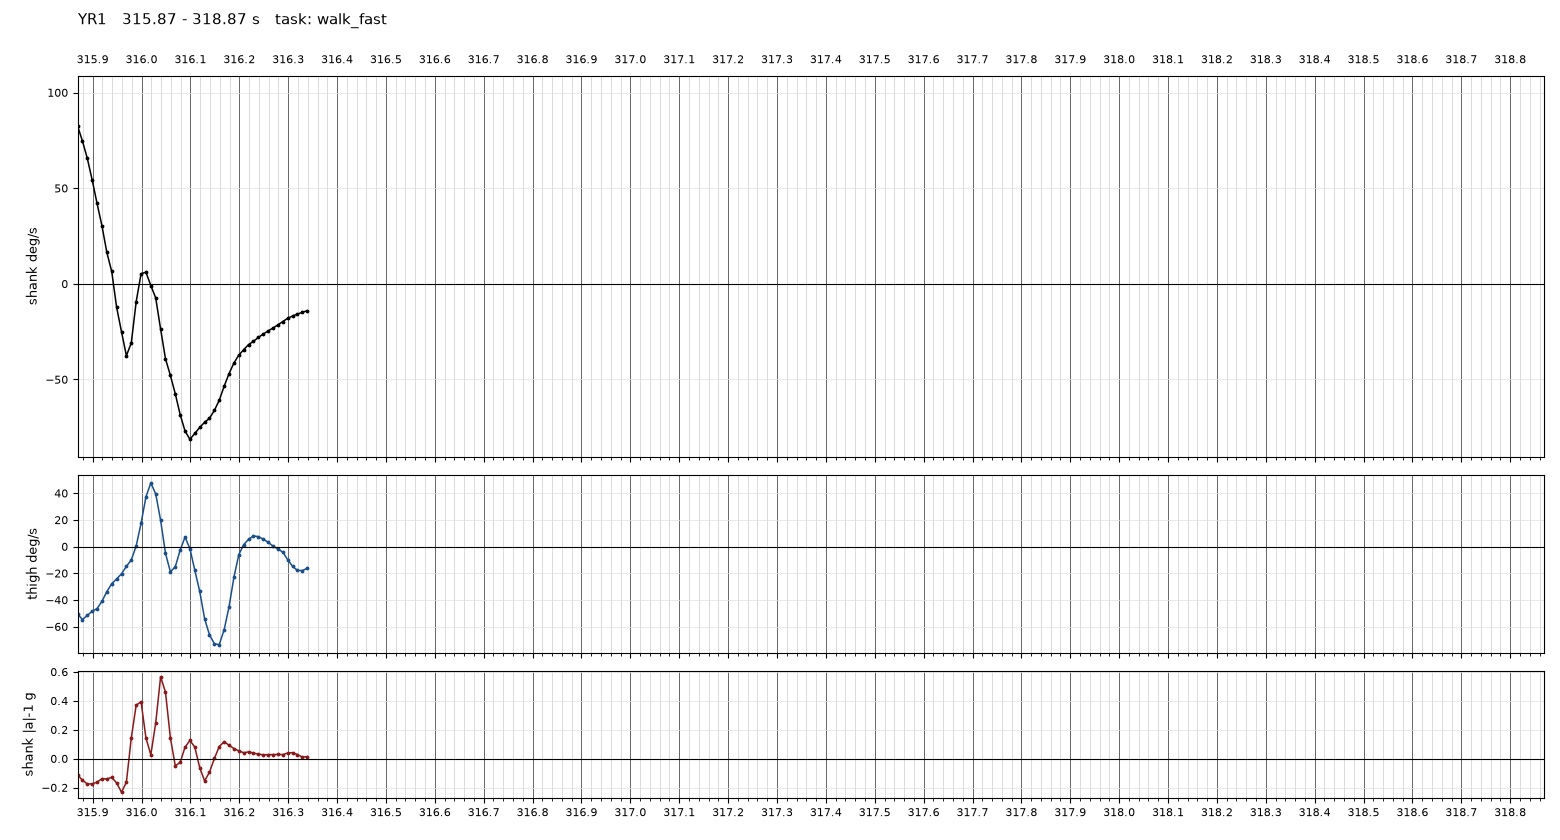 YR1   315.87 - 318.87 s   task: walk_fast
315.9 316.0 316.1 316.2 316.3 316.4 316.5 316.6 316.7 316.8 316.9 317.0 317.1 317.2 317.3 317.4 317.5 317.6 317.7 317.8 317.9 318.0 318.1 318.2 318.3 318.4 318.5 318.6 318.7 318.8
shank deg/s
100
50
0
−50
thigh deg/s
40
20
0
−20
−40
−60
shank |a|-1 g
0.6
0.4
0.2
0.0
−0.2
315.9 316.0 316.1 316.2 316.3 316.4 316.5 316.6 316.7 316.8 316.9 317.0 317.1 317.2 317.3 317.4 317.5 317.6 317.7 317.8 317.9 318.0 318.1 318.2 318.3 318.4 318.5 318.6 318.7 318.8